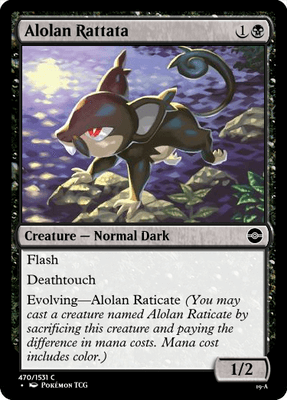 Alolan Rattata 1
Creature — Normal Dark
Flash
Deathtouch
Evolving—Alolan Raticate (You may
cast a creature named Alolan Raticate by
sacrificing this creature and paying the
difference in mana costs. Mana cost
includes color.)
1/2
470/1531 C
• Pokémon TCG
19-A